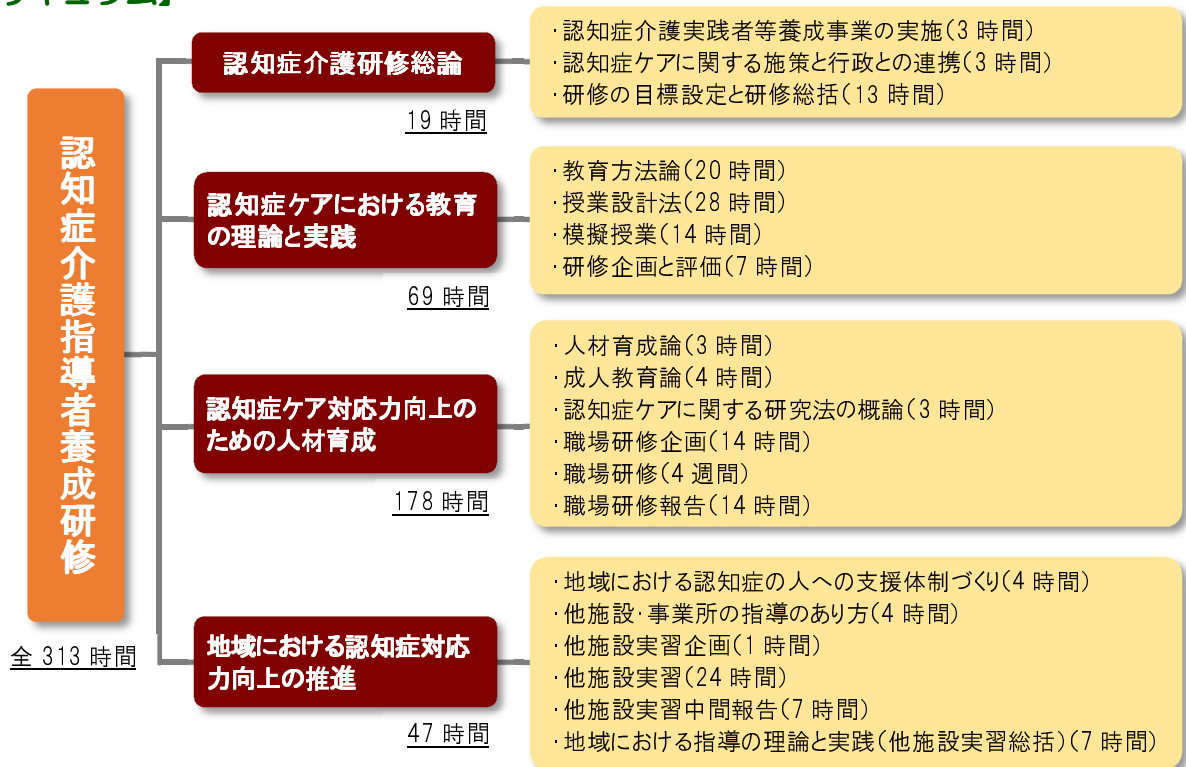 認知症介護指導者養成研修
全 313 時間
認知症介護研修総論
19 時間
・認知症介護実践者等養成事業の実施(3 時間)
・認知症ケアに関する施策と行政との連携(3 時間)
・研修の目標設定と研修総括(13 時間)
認知症ケアにおける教育
の理論と実践
69 時間
・教育方法論(20 時間)
・授業設計法(28 時間)
・模擬授業(14 時間)
・研修企画と評価(7 時間)
認知症ケア対応力向上の
ための人材育成
178 時間
・人材育成論(3 時間)
・成人教育論(4 時間)
・認知症ケアに関する研究法の概論(3 時間)
・職場研修企画(14 時間)
・職場研修(4 週間)
・職場研修報告(14 時間)
地域における認知症対応
力向上の推進
47 時間
・地域における認知症の人への支援体制づくり(4 時間)
・他施設・事業所の指導のあり方(4 時間)
・他施設実習企画(1 時間)
・他施設実習(24 時間)
・他施設実習中間報告(7 時間)
・地域における指導の理論と実践(他施設実習総括)(7 時間)